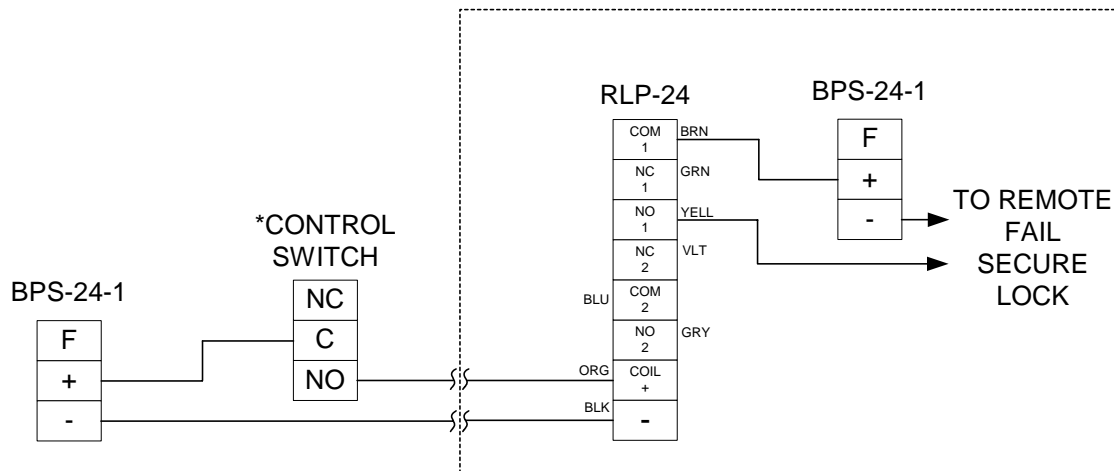 RLP-24
BPS-24-1
COM
1
BRN
F
NC
1
GRN
+
NO
1
YELL
-
TO REMOTE
FAIL
SECURE
LOCK
*CONTROL
SWITCH
NC
2
VLT
BPS-24-1
NC
BLU
COM
2
F
C
NO
2
GRY
+
NO
ORG
COIL
+
-
BLK
-